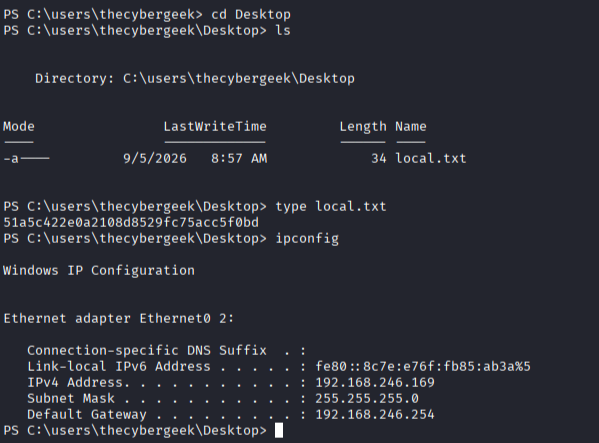 PS C:\users\thecybergeek> cd Desktop
PS C:\users\thecybergeek\Desktop> ls
Directory: C:\users\thecybergeek\Desktop
Mode LastWriteTime Length Name
-a---- 9/5/2026 8:57 AM 34 local.txt
PS C:\users\thecybergeek\Desktop> type local.txt
51a5c422e0a2108d8529fc75acc5f0bd
PS C:\users\thecybergeek\Desktop> ipconfig
Windows IP Configuration
Ethernet adapter Ethernet0 2:
Connection-specific DNS Suffix . :
Link-local IPv6 Address . . . . . : fe80::8c7e:e76f:fb85:ab3a%5
IPv4 Address. . . . . . . . . . . : 192.168.246.169
Subnet Mask . . . . . . . . . . . : 255.255.255.0
Default Gateway . . . . . . . . . : 192.168.246.254
PS C:\users\thecybergeek\Desktop>